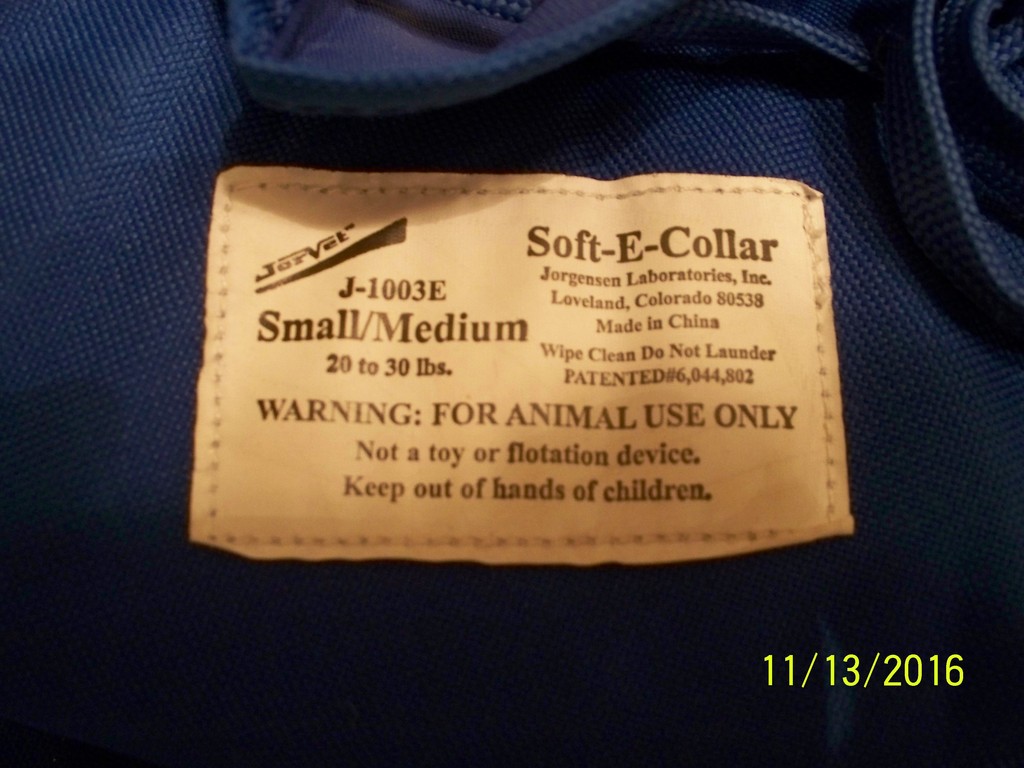 JorVet™
J-1003E
Small/Medium
20 to 30 lbs.
Soft-E-Collar
Jorgensen Laboratories, Inc.
Loveland, Colorado 80538
Made in China
Wipe Clean Do Not Launder
PATENTED#6,044,802
WARNING: FOR ANIMAL USE ONLY
Not a toy or flotation device.
Keep out of hands of children.
11/13/2016